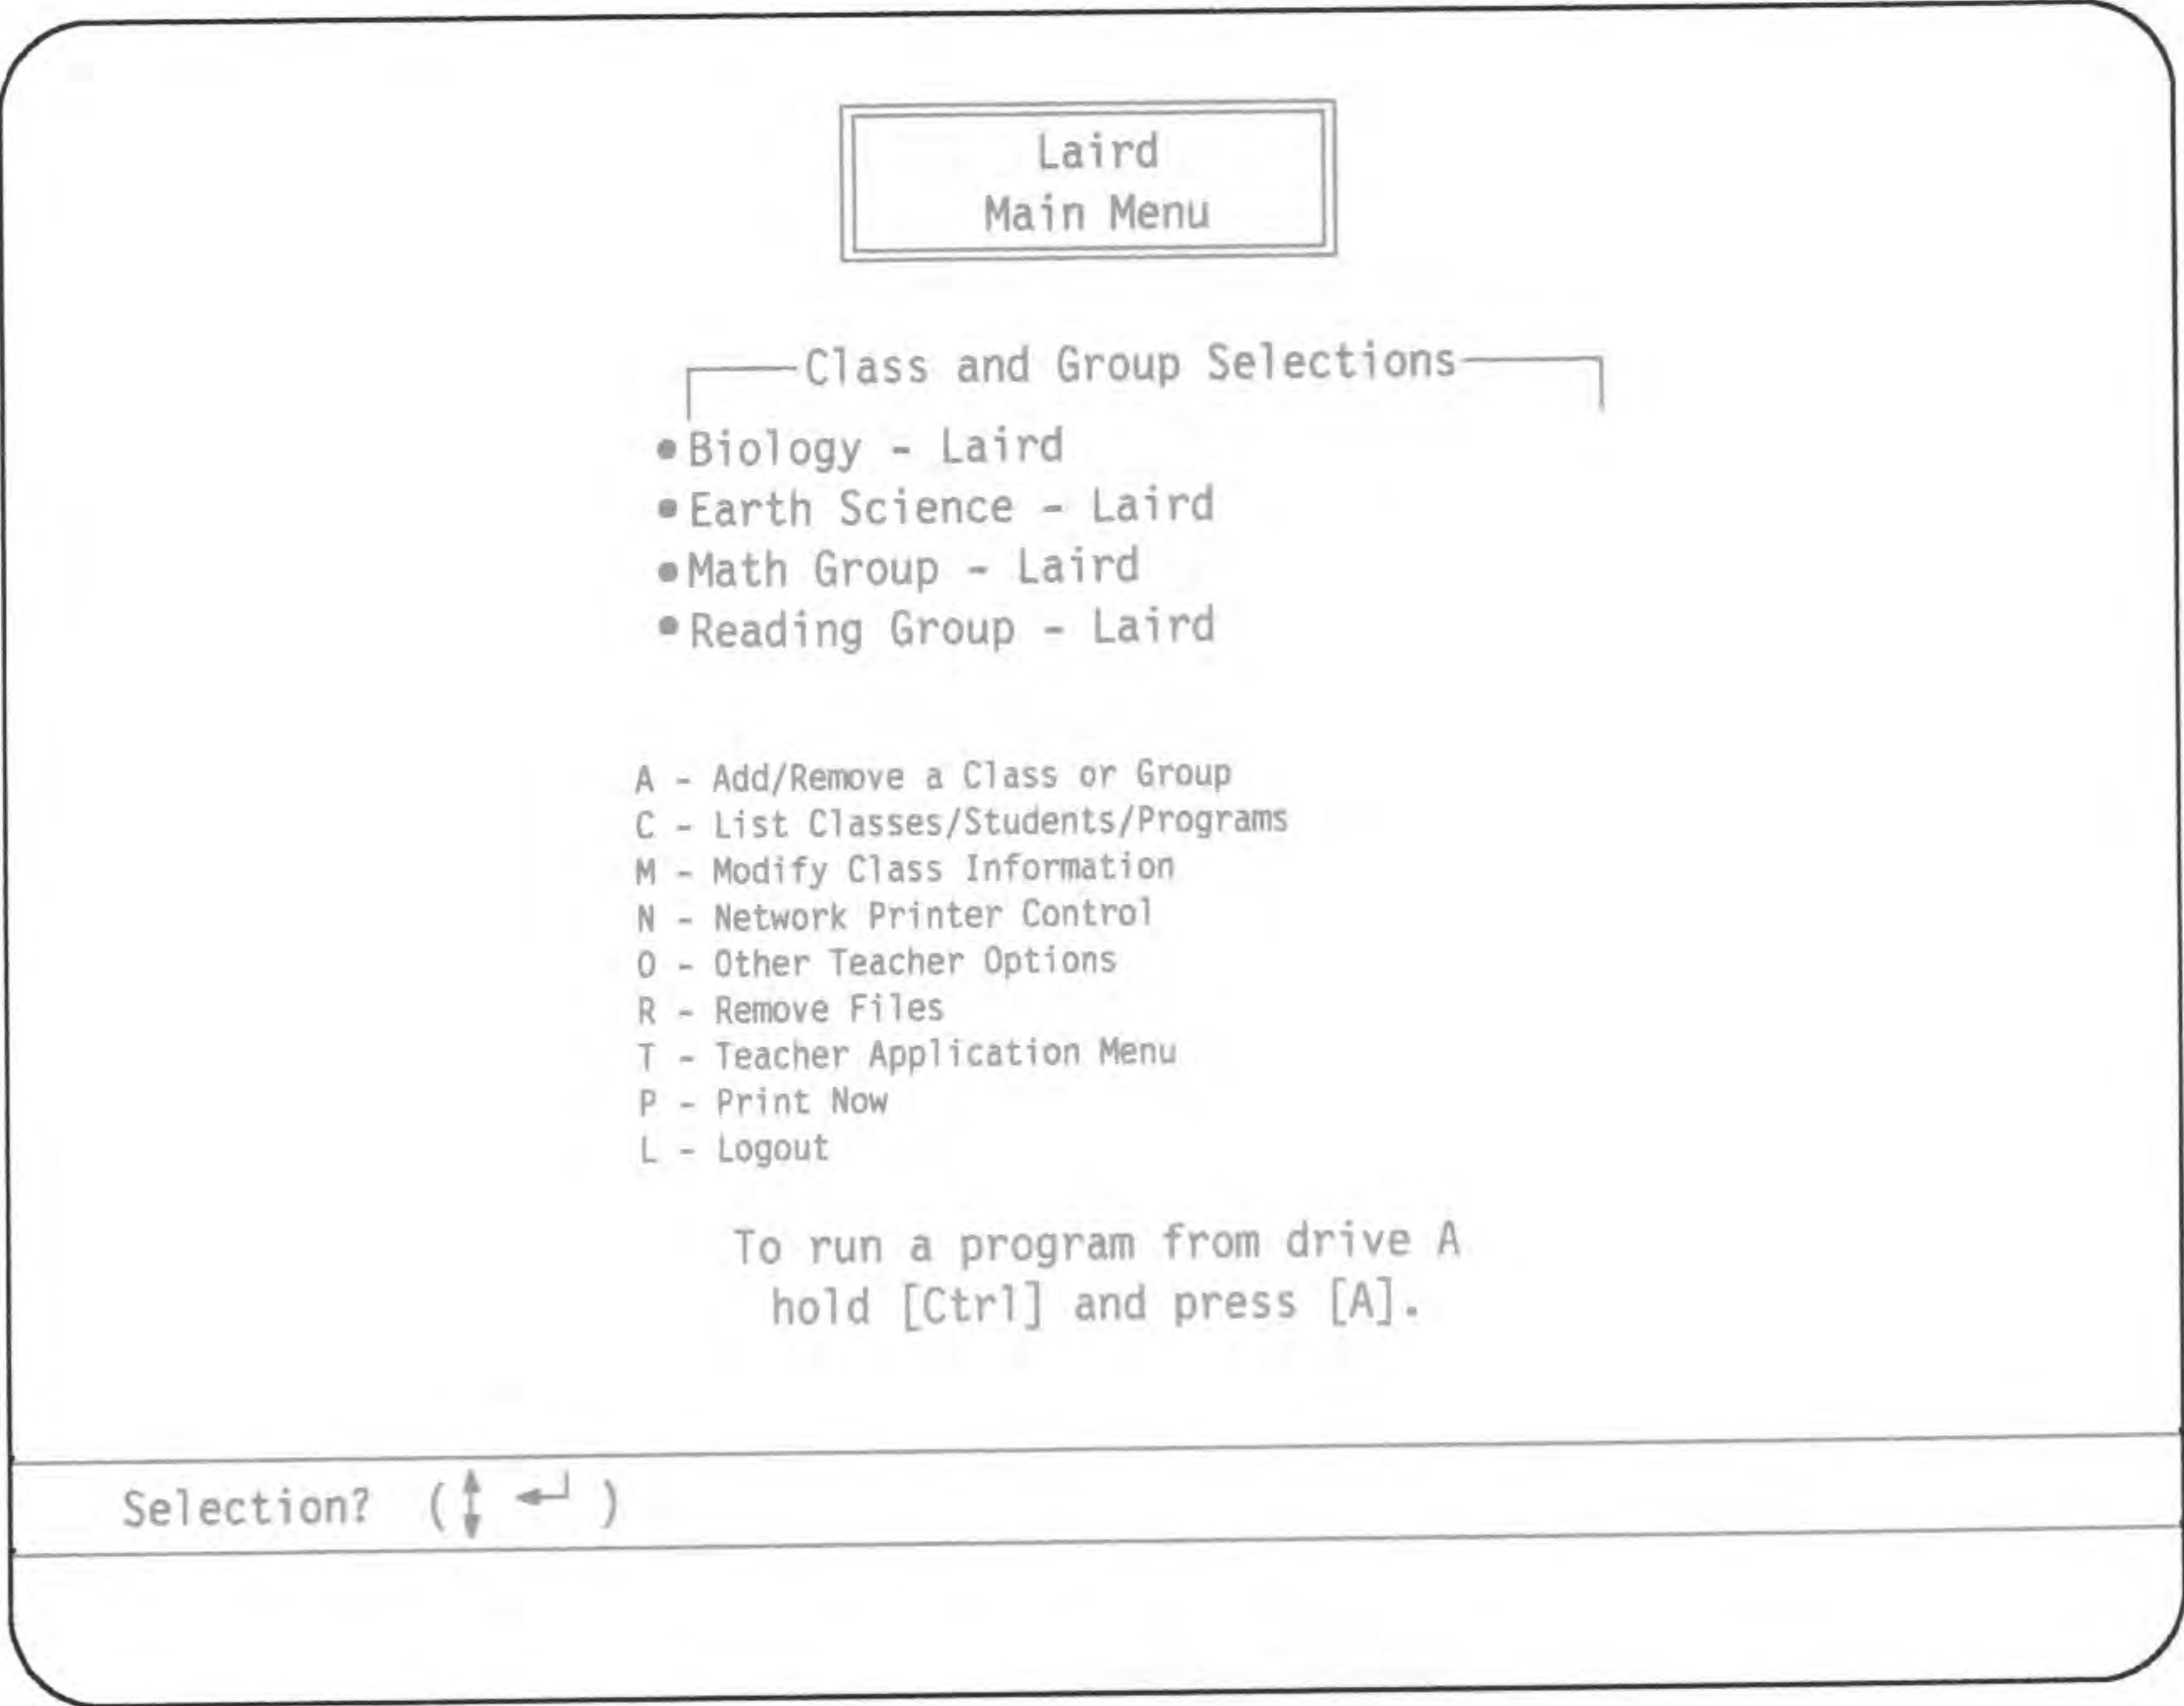 Laird
Main Menu
Class and Group Selections
•Biology - Laird
•Earth Science - Laird
•Math Group - Laird
•Reading Group - Laird
A - Add/Remove a Class or Group
C - List Classes/Students/Programs
M - Modify Class Information
N - Network Printer Control
O - Other Teacher Options
R - Remove Files
T - Teacher Application Menu
P - Print Now
L - Logout
To run a program from drive A
hold [Ctrl] and press [A].
Selection? (↕ ↵ )